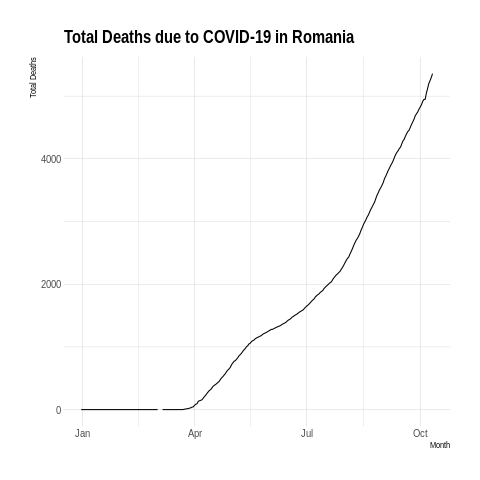 Total Deaths due to COVID-19 in Romania
Total Deaths
4000
2000
0
Jan Apr Jul Oct
Month